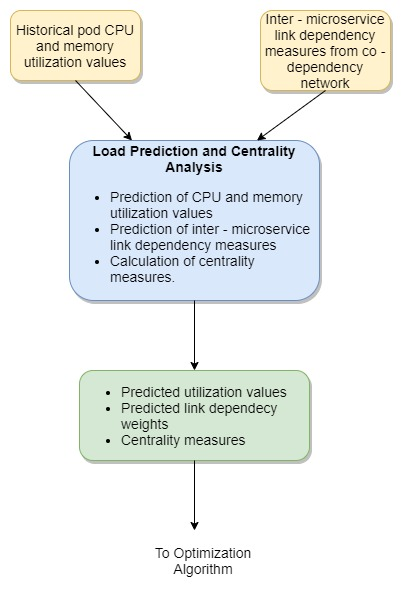 Historical pod CPU
and memory
utilization values
Inter - microservice
link dependency
measures from co -
dependency
network
Load Prediction and Centrality
Analysis
• Prediction of CPU and memory
utilization values
• Prediction of inter - microservice
link dependency measures
• Calculation of centrality
measures.
• Predicted utilization values
• Predicted link dependecy
weights
• Centrality measures
To Optimization
Algorithm